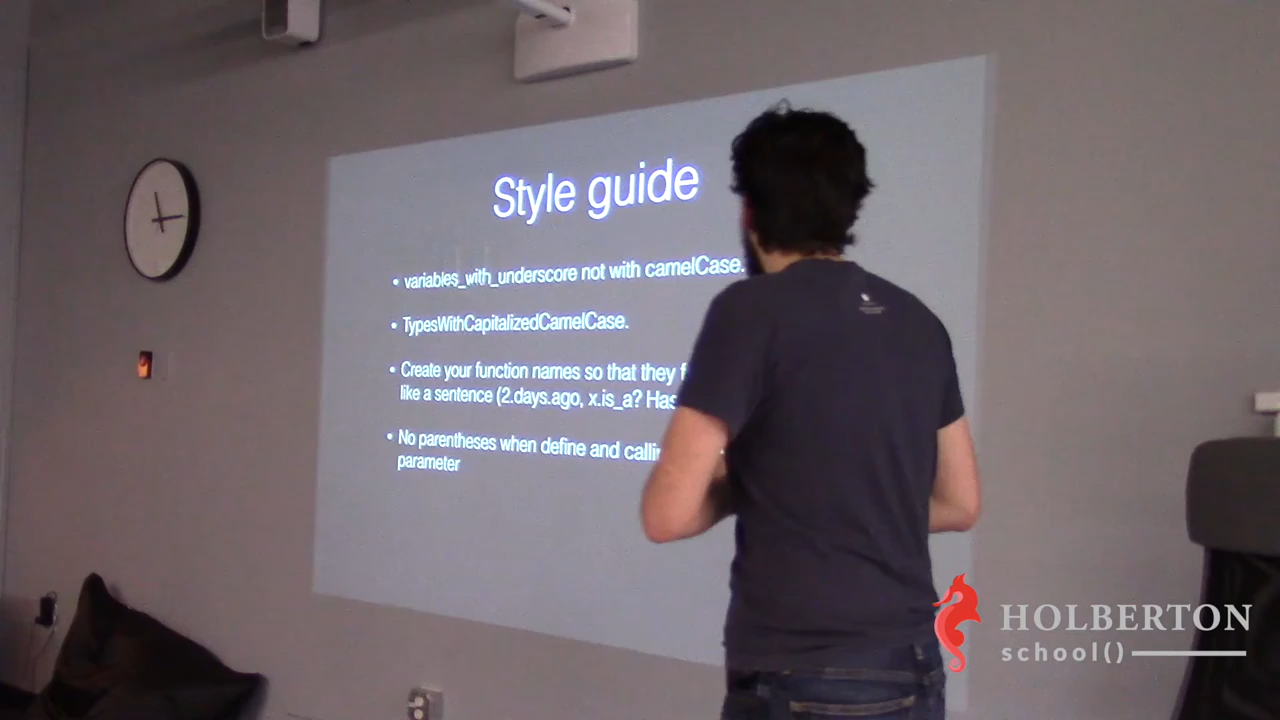 Style guide
• variables_with_underscore not with camelCase.
• TypesWithCapitalizedCamelCase.
• Create your function names so that they
like a sentence (2.days.ago, x.is_a?
• No parentheses when define and
parameter
HOLBERTON
school()